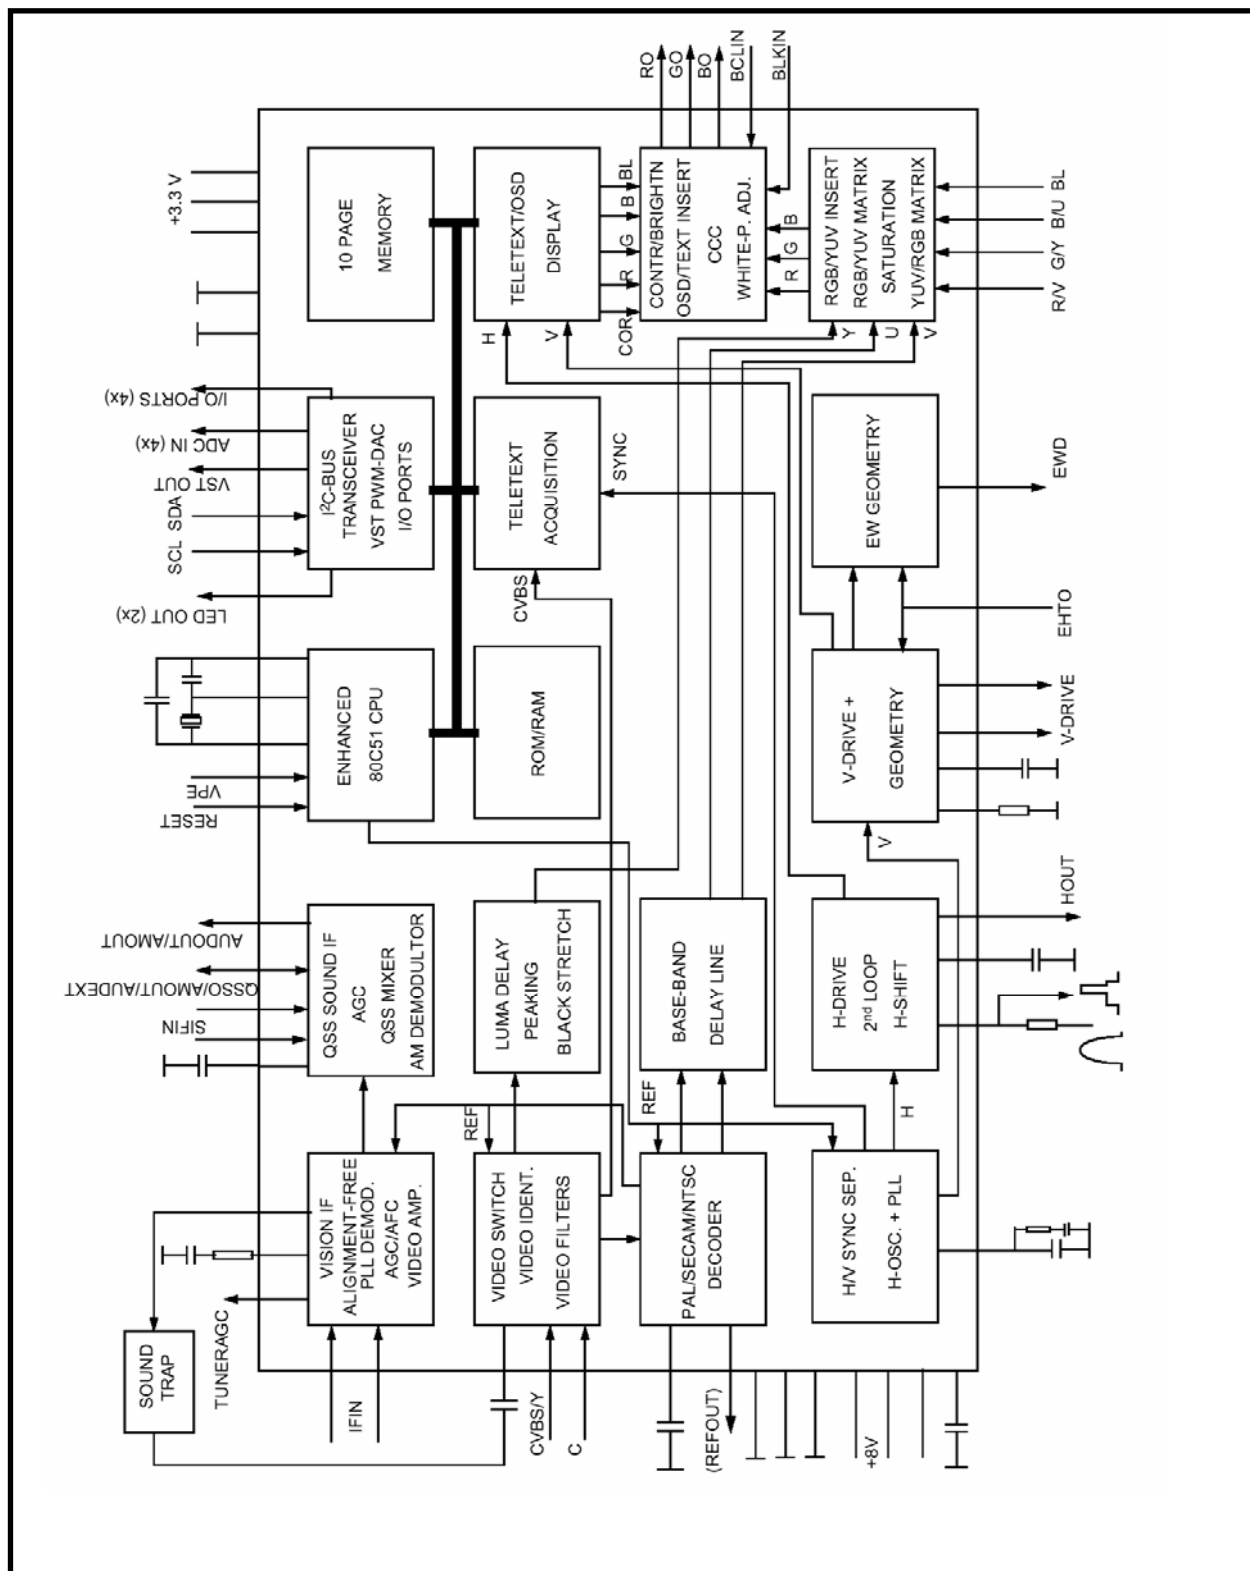 SOUND
TRAP
TUNERAGC
IFIN
VISION IF
ALIGNMENT-FREE
PLL DEMOD.
AGC/AFC
VIDEO AMP.
SIFIN
QSSO/AMOUT/AUDEXT
AUDOUT/AMOUT
QSS SOUND IF
AGC
QSS MIXER
AM DEMODULTOR
RESET
VPE
ENHANCED
80C51 CPU
LED OUT (2x)
SCL
SDA
VST OUT
ADC IN (4x)
I/O PORTS (4x)
I²C-BUS
TRANSCEIVER
VST PWM-DAC
I/O PORTS
+3.3 V
10 PAGE
MEMORY
CVBS/Y
C
REF
VIDEO SWITCH
VIDEO IDENT.
VIDEO FILTERS
LUMA DELAY
PEAKING
BLACK STRETCH
ROM/RAM
CVBS
TELETEXT
ACQUISITION
SYNC
H
V
TELETEXT/OSD
DISPLAY
COR
R
G
B
BL
(REFOUT)
PAL/SECAM/NTSC
DECODER
REF
BASE-BAND
DELAY LINE
CONTR/BRIGHTN
OSD/TEXT INSERT
CCC
WHITE-P. ADJ.
RO
GO
BO
BCLIN
BLKIN
R
G
B
Y
U
V
RGB/YUV INSERT
RGB/YUV MATRIX
SATURATION
YUV/RGB MATRIX
R/V
G/Y
B/U
BL
+8V
H/V SYNC SEP.
H-OSC. + PLL
H
H-DRIVE
2nd LOOP
H-SHIFT
HOUT
V
V-DRIVE +
GEOMETRY
V-DRIVE
EHTO
EW GEOMETRY
EWD